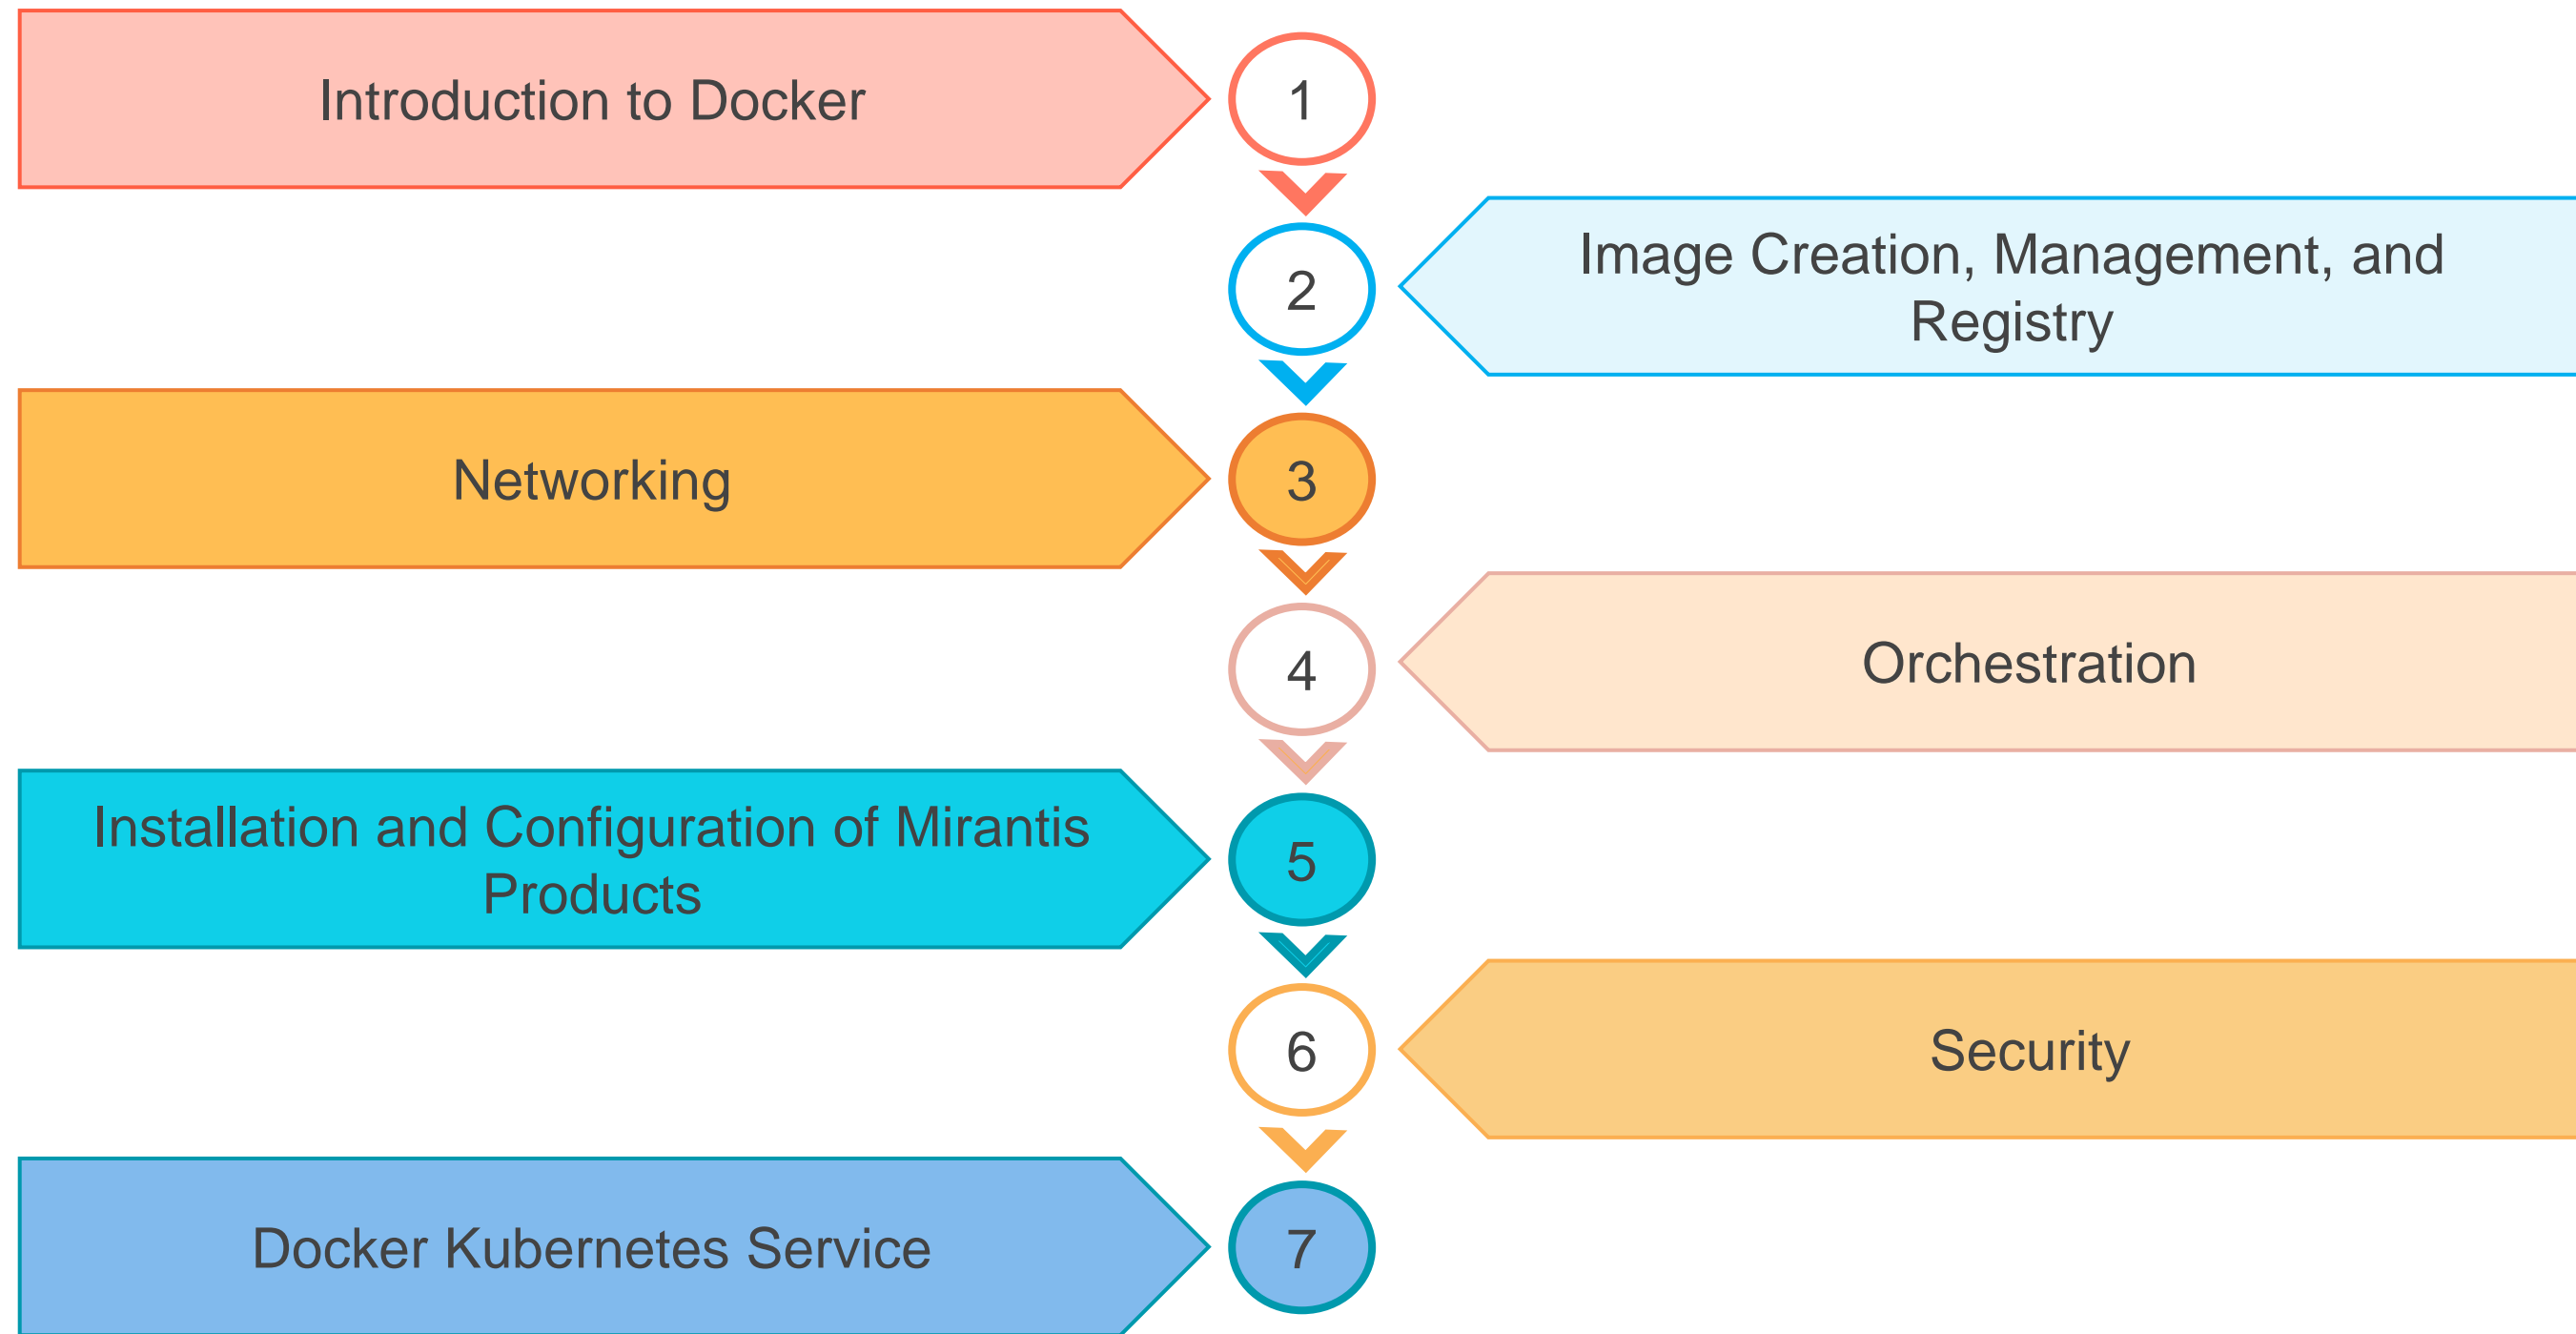 Introduction to Docker
1
2
Image Creation, Management, and
Registry
Networking
3
4
Orchestration
Installation and Configuration of Mirantis
Products
5
6
Security
Docker Kubernetes Service
7